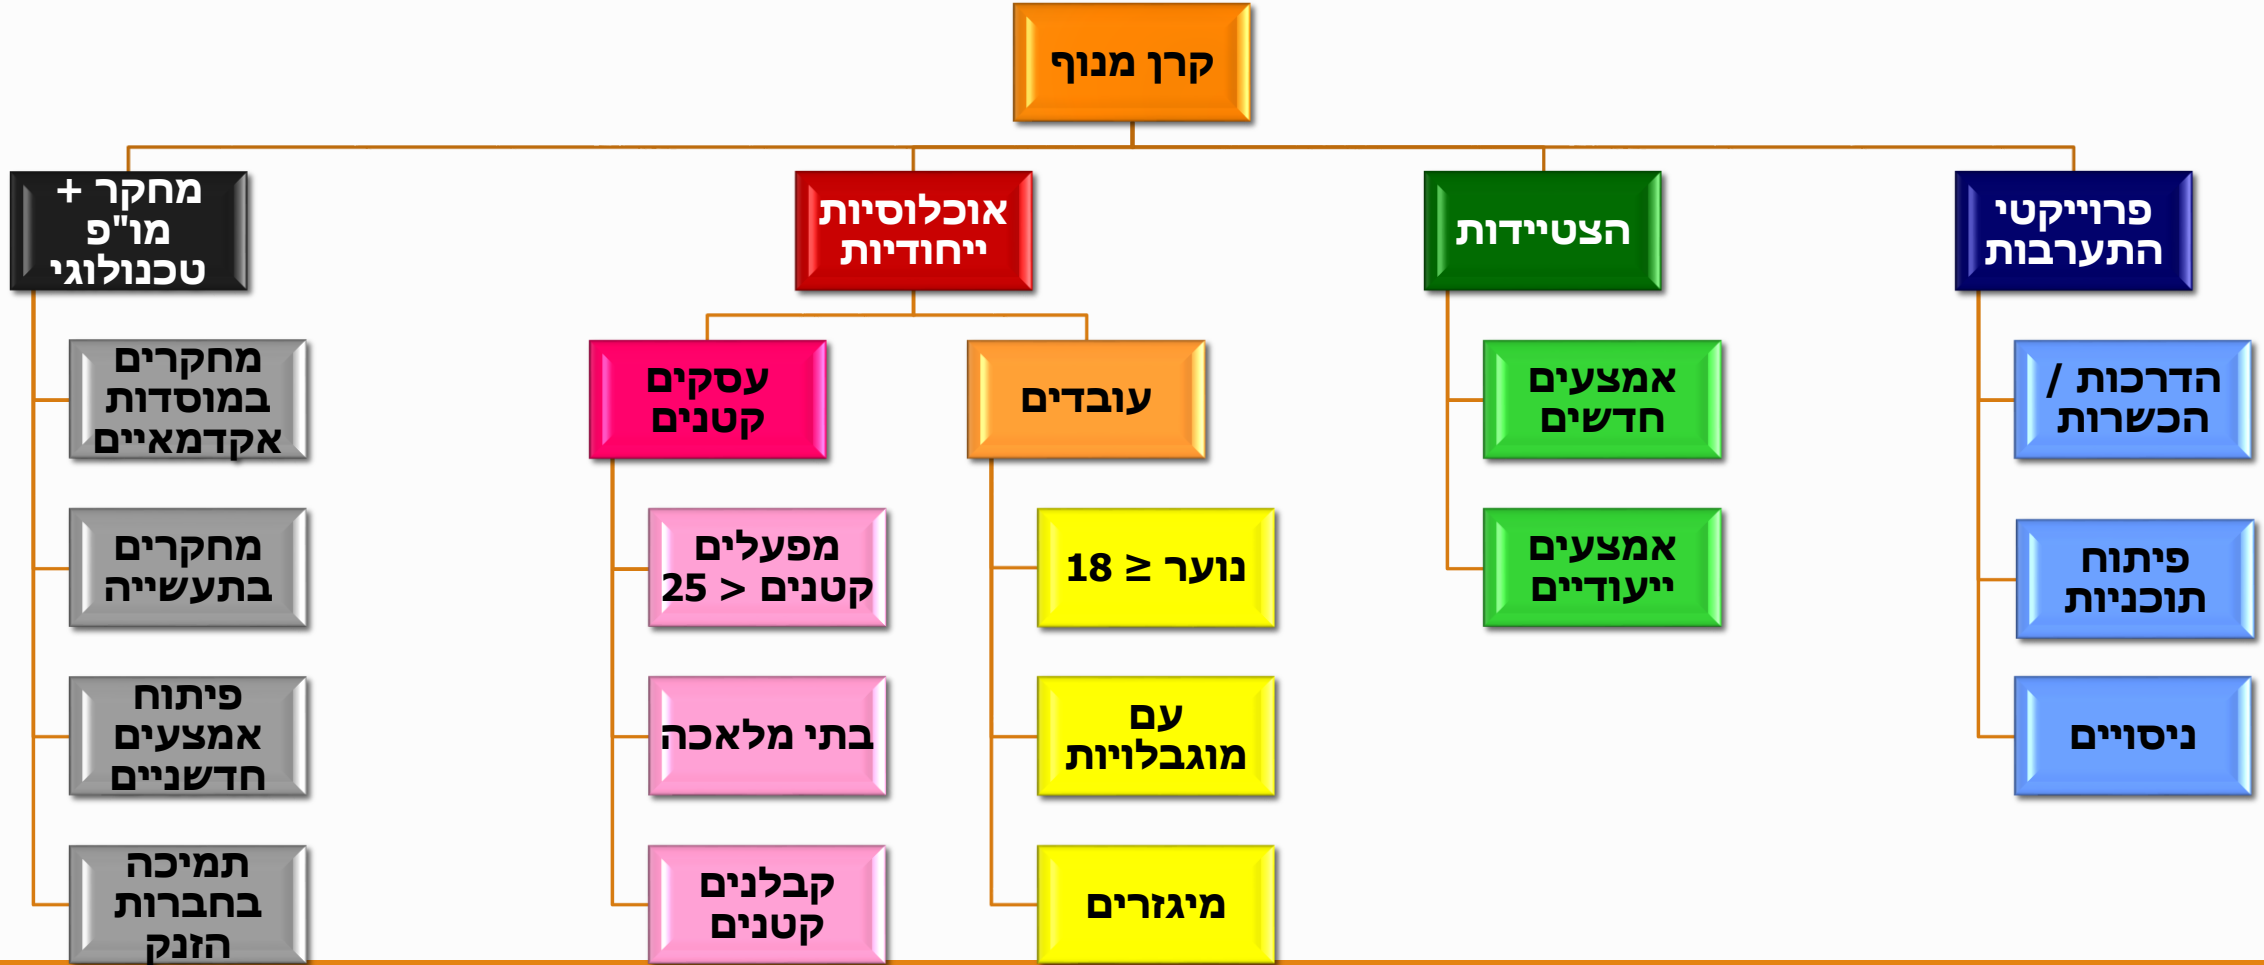 קרן מנוף
פרוייקטי
התערבות
הדרכות /
הכשרות
פיתוח
תוכניות
ניסויים
הצטיידות
אמצעים
חדשים
אמצעים
ייעודיים
אוכלוסיות
ייחודיות
עובדים
נוער ≤ 18
עם
מוגבלויות
מיגזרים
עסקים
קטנים
מפעלים
קטנים < 25
בתי מלאכה
קבלנים
קטנים
מחקר +
מו"פ
טכנולוגי
מחקרים
במוסדות
אקדמאיים
מחקרים
בתעשייה
פיתוח
אמצעים
חדשניים
תמיכה
בחברות
הזנק